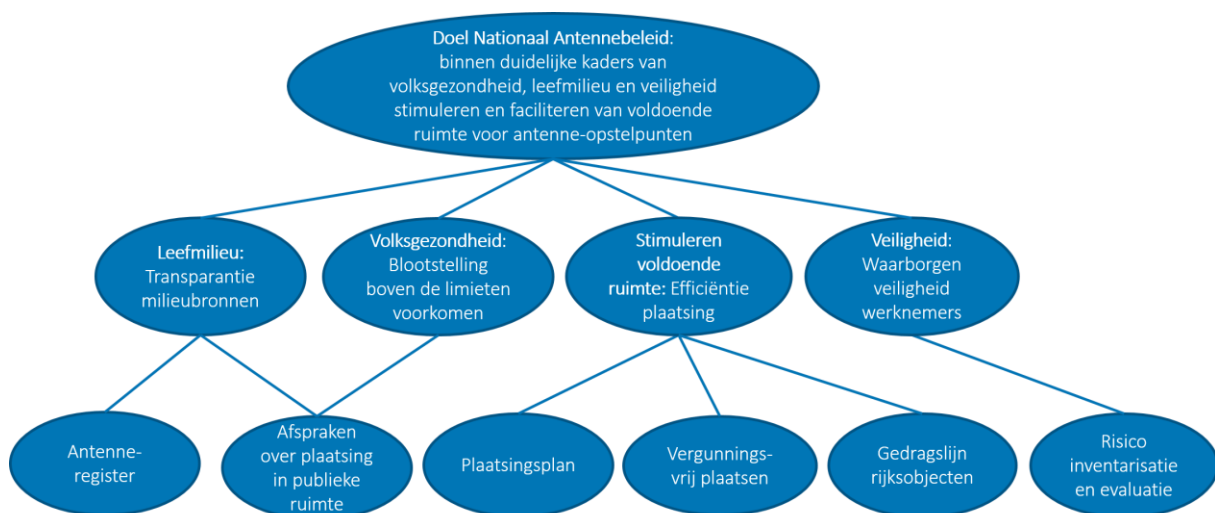 Doel Nationaal Antennebeleid:
binnen duidelijke kaders van
volksgezondheid, leefmilieu en veiligheid
stimuleren en faciliteren van voldoende
ruimte voor antenne-opstelpunten
Leefmilieu:
Transparantie
milieubronnen
Volksgezondheid:
Blootstelling
boven de limieten
voorkomen
Stimuleren
voldoende
ruimte: Efficiëntie
plaatsing
Veiligheid:
Waarborgen
veiligheid
werknemers
Antenne-
register
Afspraken
over plaatsing
in publieke
ruimte
Plaatsingsplan
Vergunnings-
vrij plaatsen
Gedragslijn
rijksobjecten
Risico
inventarisatie
en evaluatie